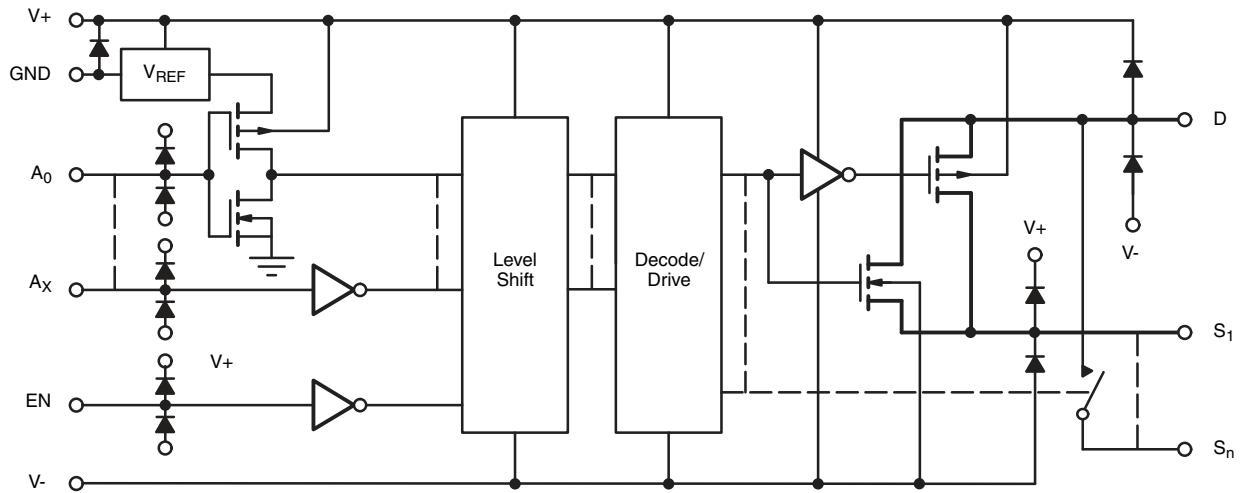 V+
GND
VREF
A0
AX
EN
V+
V-
Level
Shift
Decode/
Drive
D
V-
V+
S1
Sn